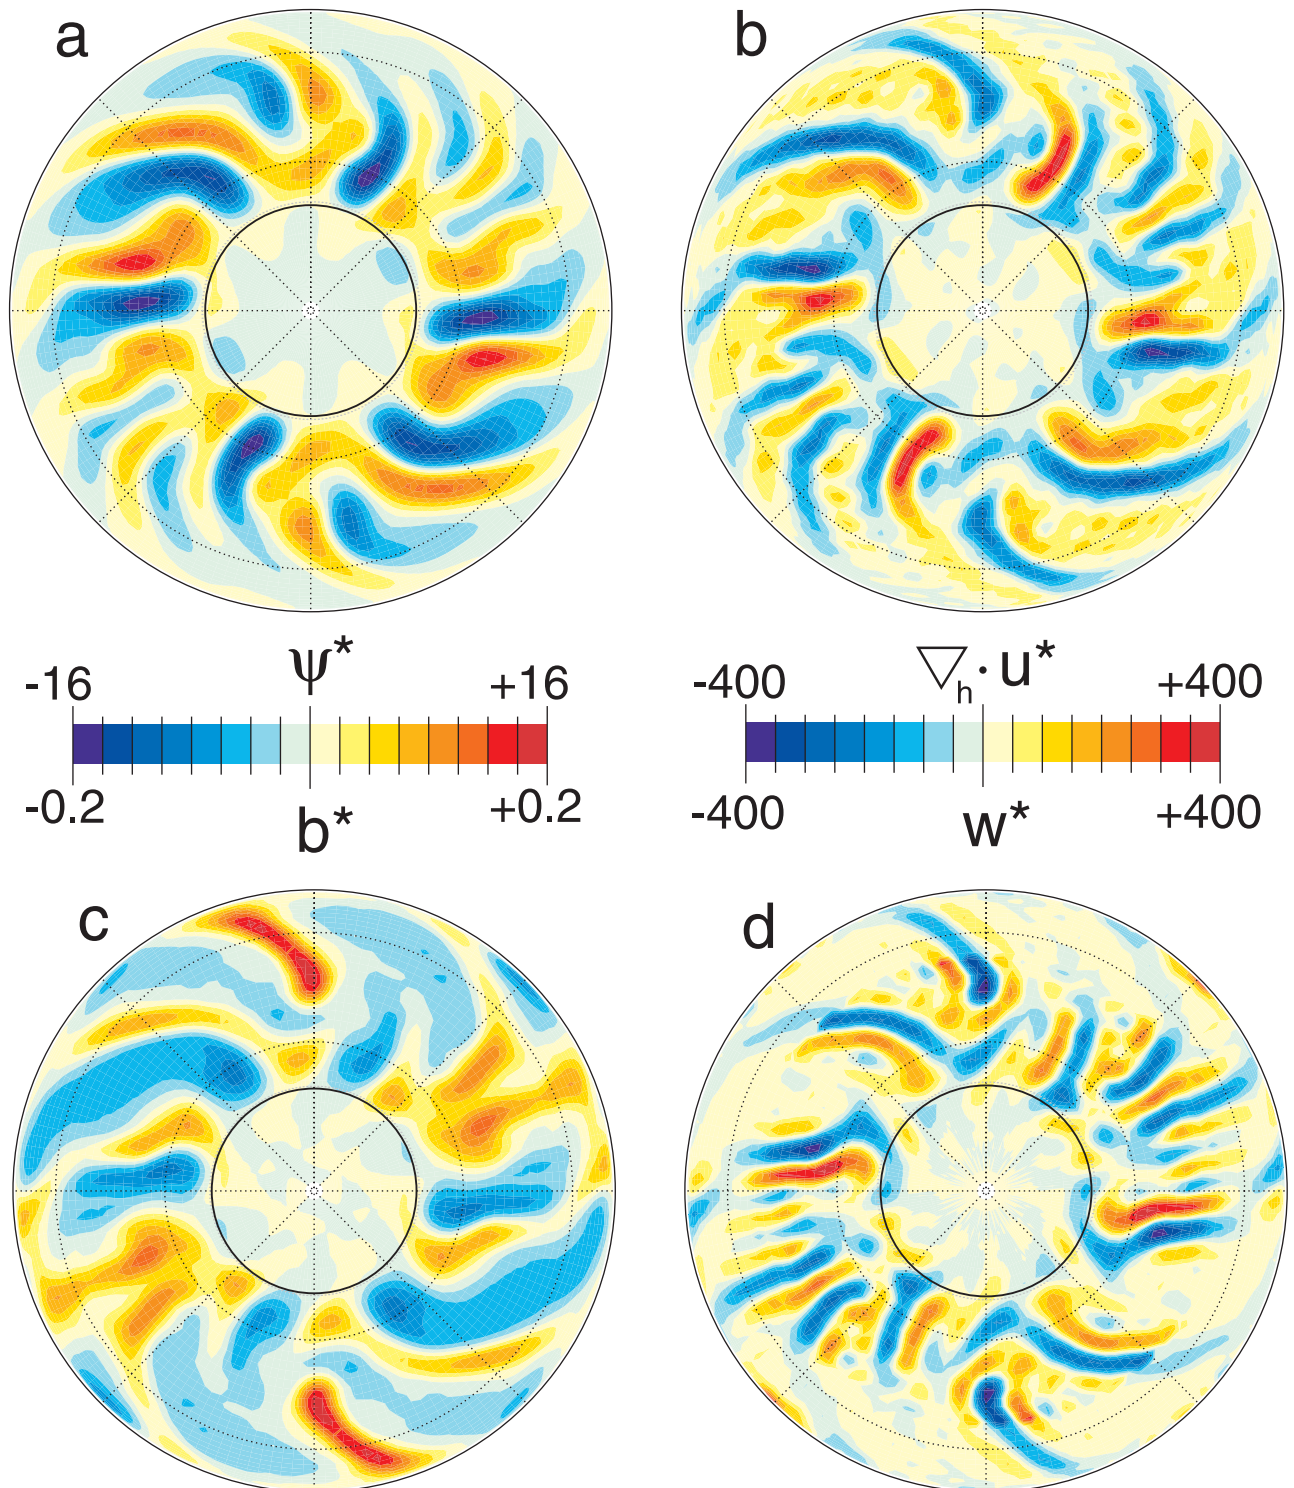 a b
ψ* ∇h · u*
-16 +16 -400 +400
-0.2 +0.2 -400 +400
b* w*
c d